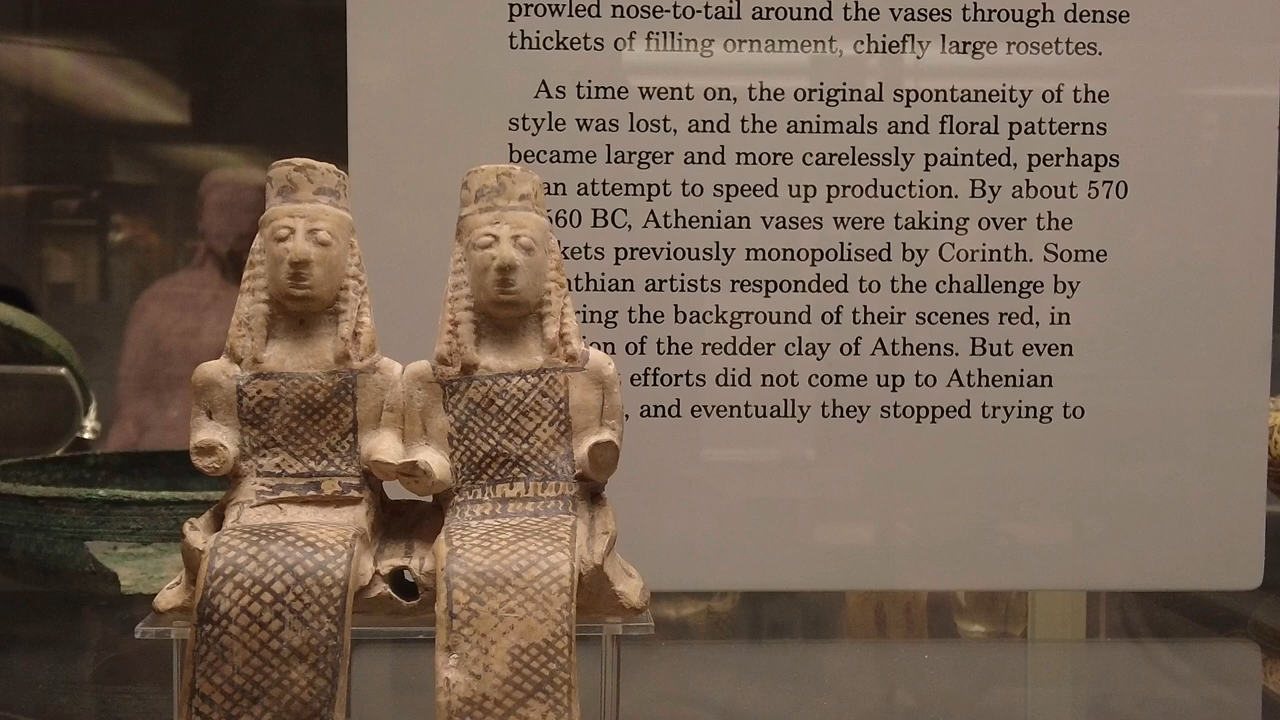 prowled nose-to-tail around the vases through dense
thickets of filling ornament, chiefly large rosettes.
As time went on, the original spontaneity of the
style was lost, and the animals and floral patterns
became larger and more carelessly painted, perhaps
an attempt to speed up production. By about 570
560 BC, Athenian vases were taking over the
kets previously monopolised by Corinth. Some
nthian artists responded to the challenge by
ring the background of their scenes red, in
ion of the redder clay of Athens. But even
efforts did not come up to Athenian
, and eventually they stopped trying to